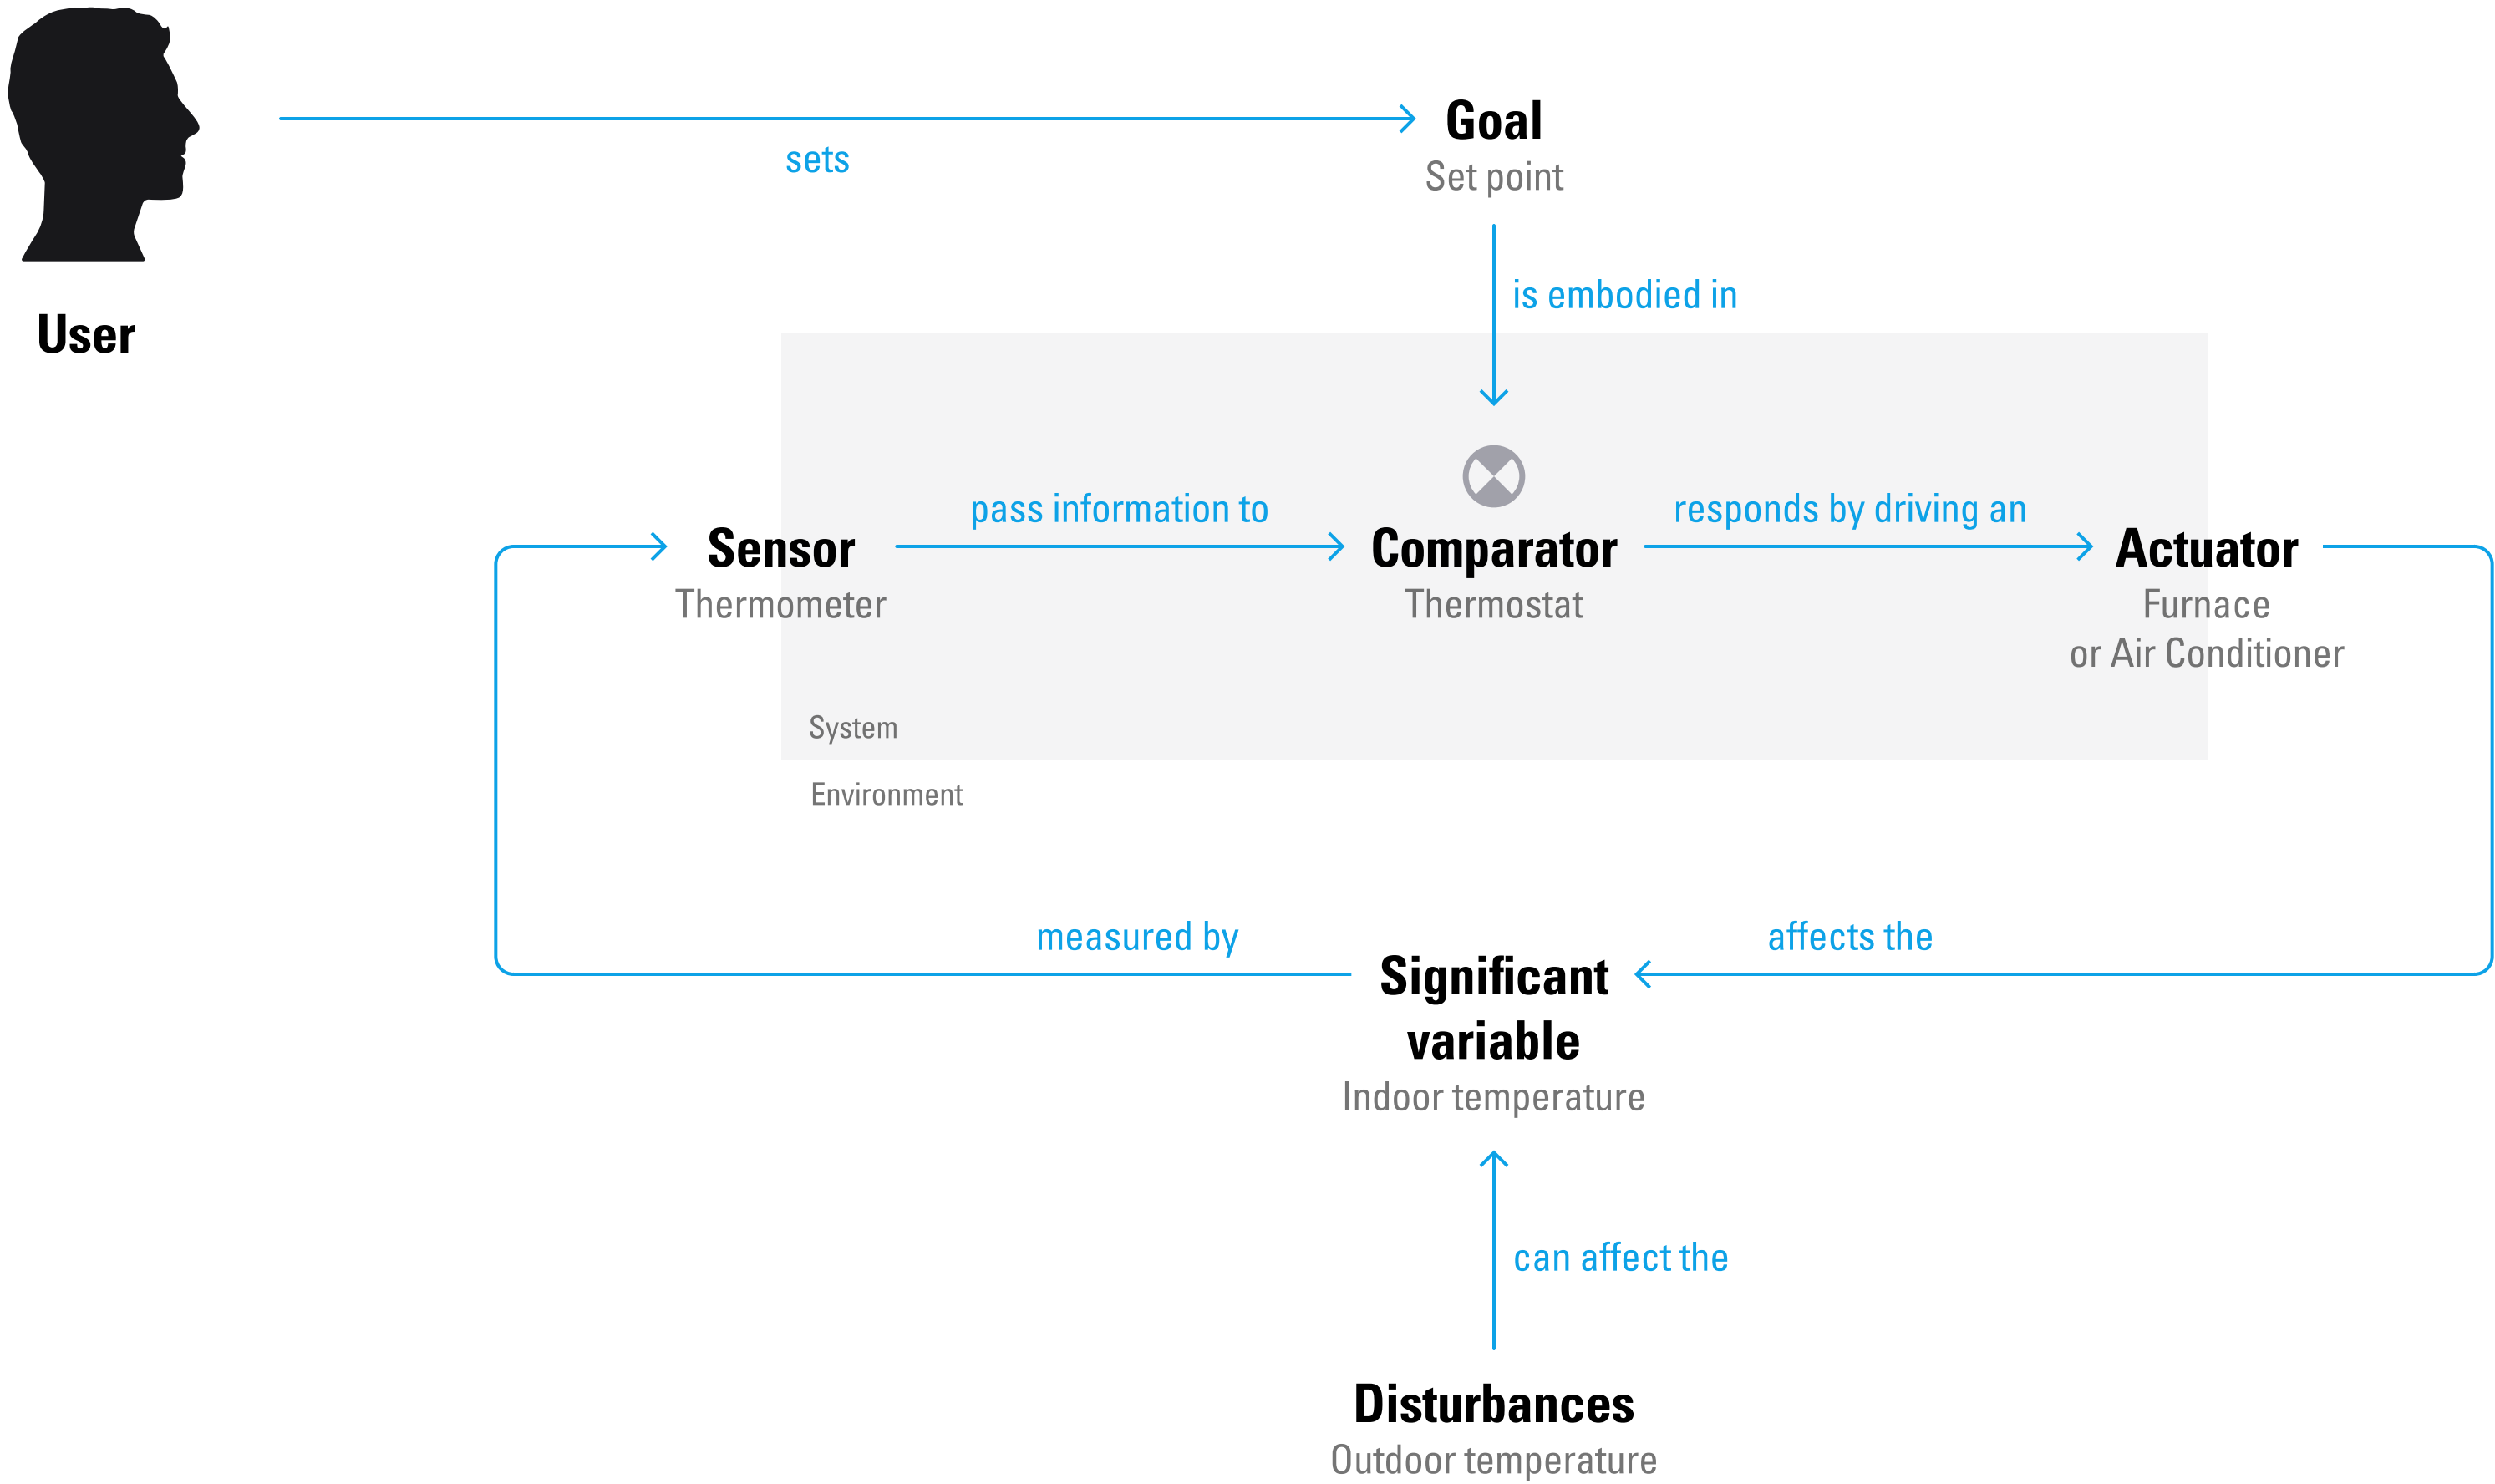 Goal
sets
Set point
is embodied in
User
pass information to
responds by driving an
Sensor
Comparator
Actuator
Thermometer
Thermostat
Furnace
or Air Conditioner
System
Environment
measured by
affects the
Significant
variable
Indoor temperature
can affect the
Disturbances
Outdoor temperature